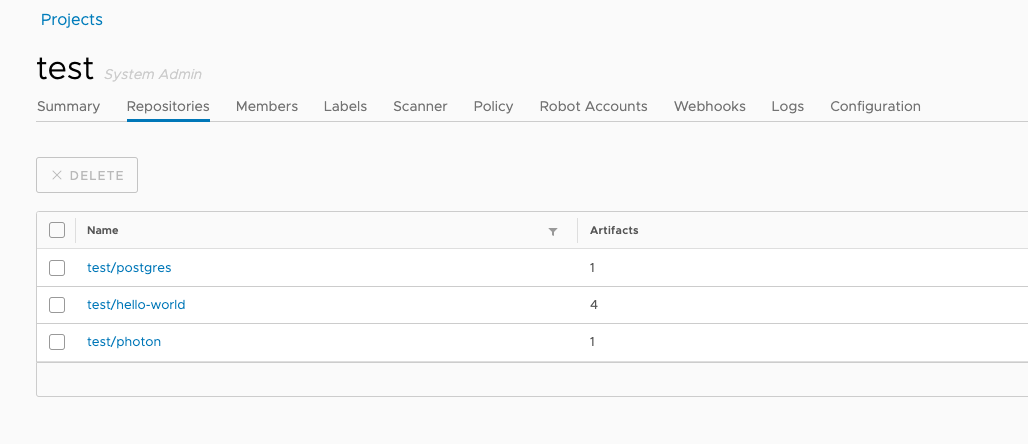 Projects
test System Admin
Summary Repositories Members Labels Scanner Policy Robot Accounts Webhooks Logs Configuration
DELETE
Name Artifacts
test/postgres 1
test/hello-world 4
test/photon 1